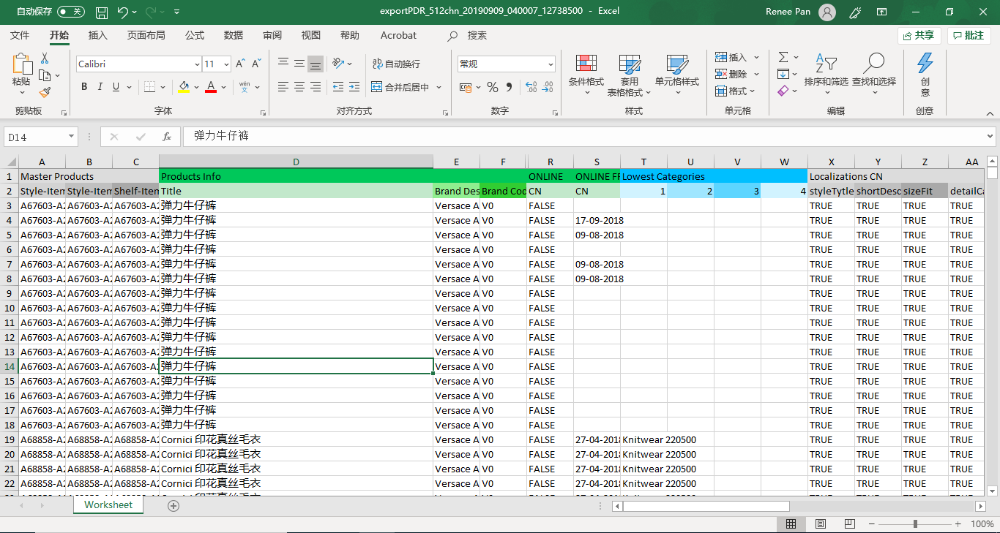 自动保存 关 exportPDR_512chn_20190909_040007_12738500 - Excel Renee Pan
文件 开始 插入 页面布局 公式 数据 审阅 视图 帮助 Acrobat 搜索 共享 批注
粘贴 Calibri 11 A A ab 自动换行 常规 条件格式 套用 表格格式 单元格样式 插入 删除 格式 排序和筛选 查找和选择 创 意
B I U A wén 文 合并后居中 % .00
剪贴板 字体 对齐方式 数字 样式 单元格 编辑 创意
D14 fx 弹力牛仔裤
A B C D E F R S T U V W X Y Z AA
1 Master Products Products Info ONLINE ONLINE FR Lowest Categories Localizations CN
2 Style-Item Style-Item Shelf-Item Title Brand Des Brand Cod CN CN 1 2 3 4 styleTytle shortDesc sizeFit detailCa
3 A67603-A2 A67603-A2 A67603-A2 弹力牛仔裤 Versace A V0 FALSE TRUE TRUE TRUE TRUE
4 A67603-A2 A67603-A2 A67603-A2 弹力牛仔裤 Versace A V0 FALSE 17-09-2018 TRUE TRUE TRUE TRUE
5 A67603-A2 A67603-A2 A67603-A2 弹力牛仔裤 Versace A V0 FALSE 09-08-2018 TRUE TRUE TRUE TRUE
6 A67603-A2 A67603-A2 A67603-A2 弹力牛仔裤 Versace A V0 FALSE TRUE TRUE TRUE TRUE
7 A67603-A2 A67603-A2 A67603-A2 弹力牛仔裤 Versace A V0 FALSE 09-08-2018 TRUE TRUE TRUE TRUE
8 A67603-A2 A67603-A2 A67603-A2 弹力牛仔裤 Versace A V0 FALSE 09-08-2018 TRUE TRUE TRUE TRUE
9 A67603-A2 A67603-A2 A67603-A2 弹力牛仔裤 Versace A V0 FALSE TRUE TRUE TRUE TRUE
10 A67603-A2 A67603-A2 A67603-A2 弹力牛仔裤 Versace A V0 FALSE TRUE TRUE TRUE TRUE
11 A67603-A2 A67603-A2 A67603-A2 弹力牛仔裤 Versace A V0 FALSE TRUE TRUE TRUE TRUE
12 A67603-A2 A67603-A2 A67603-A2 弹力牛仔裤 Versace A V0 FALSE TRUE TRUE TRUE TRUE
13 A67603-A2 A67603-A2 A67603-A2 弹力牛仔裤 Versace A V0 FALSE TRUE TRUE TRUE TRUE
14 A67603-A2 A67603-A2 A67603-A2 弹力牛仔裤 Versace A V0 FALSE TRUE TRUE TRUE TRUE
15 A67603-A2 A67603-A2 A67603-A2 弹力牛仔裤 Versace A V0 FALSE TRUE TRUE TRUE TRUE
16 A67603-A2 A67603-A2 A67603-A2 弹力牛仔裤 Versace A V0 FALSE TRUE TRUE TRUE TRUE
17 A67603-A2 A67603-A2 A67603-A2 弹力牛仔裤 Versace A V0 FALSE TRUE TRUE TRUE TRUE
18 A67603-A2 A67603-A2 A67603-A2 弹力牛仔裤 Versace A V0 FALSE TRUE TRUE TRUE TRUE
19 A68858-A2 A68858-A2 A68858-A2 Cornici 印花真丝毛衣 Versace A V0 FALSE 27-04-2018 Knitwear 220500 TRUE TRUE TRUE TRUE
20 A68858-A2 A68858-A2 A68858-A2 Cornici 印花真丝毛衣 Versace A V0 FALSE 27-04-2018 Knitwear 220500 TRUE TRUE TRUE TRUE
21 A68858-A2 A68858-A2 A68858-A2 Cornici 印花真丝毛衣 Versace A V0 FALSE 27-04-2018 Knitwear 220500 TRUE TRUE TRUE TRUE
22 A68858-A2 A68858-A2 A68858-A2 Cornici 印花真丝毛衣 Versace A V0 FALSE 27-04-2018 Knitwear 220500 TRUE TRUE TRUE TRUE
Worksheet
100%